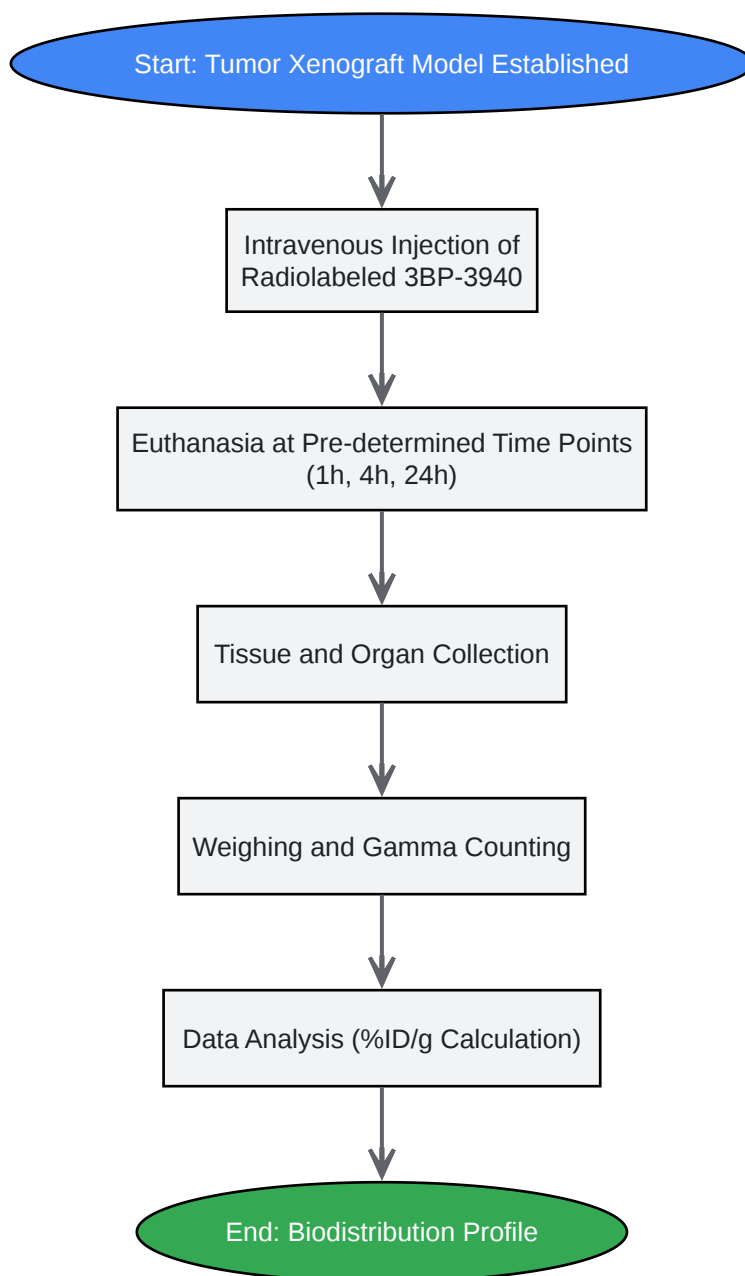 Start: Tumor Xenograft Model Established
Intravenous Injection of
Radiolabeled 3BP-3940
Euthanasia at Pre-determined Time Points
(1h, 4h, 24h)
Tissue and Organ Collection
Weighing and Gamma Counting
Data Analysis (%ID/g Calculation)
End: Biodistribution Profile